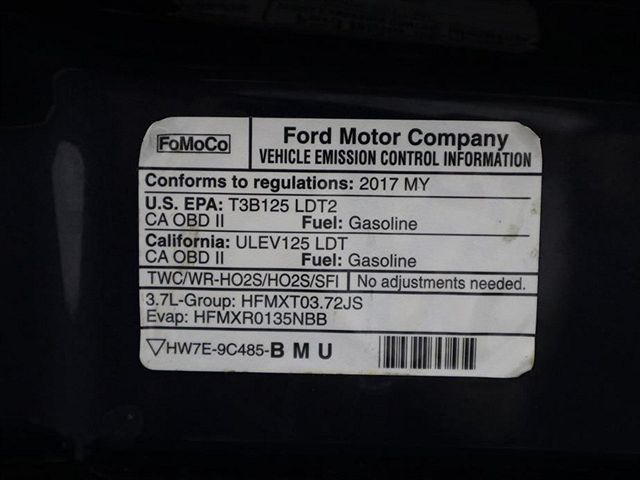 FoMoCo
Ford Motor Company
VEHICLE EMISSION CONTROL INFORMATION
Conforms to regulations: 2017 MY
U.S. EPA: T3B125 LDT2
CA OBD II Fuel: Gasoline
California: ULEV125 LDT
CA OBD II Fuel: Gasoline
TWC/WR-HO2S/HO2S/SFI No adjustments needed.
3.7L-Group: HFMXT03.72JS
Evap: HFMXR0135NBB
▽HW7E-9C485-B M U